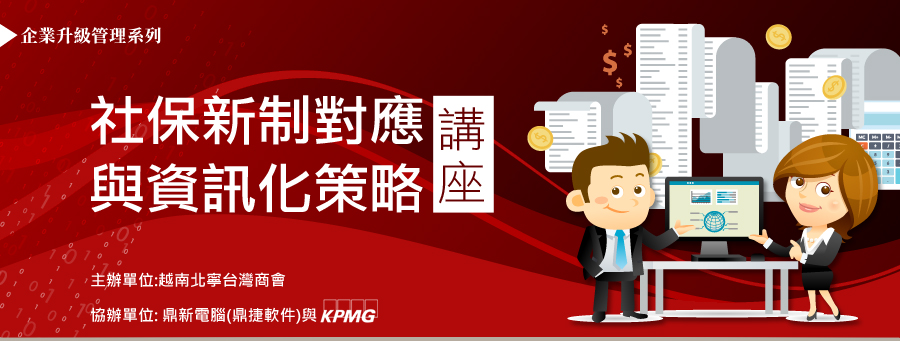 企業升級管理系列
社保新制對應
與資訊化策略
講座
主辦單位:越南北寧台灣商會
協辦單位: 鼎新電腦(鼎捷軟件)與 KPMG
MC M+ M-